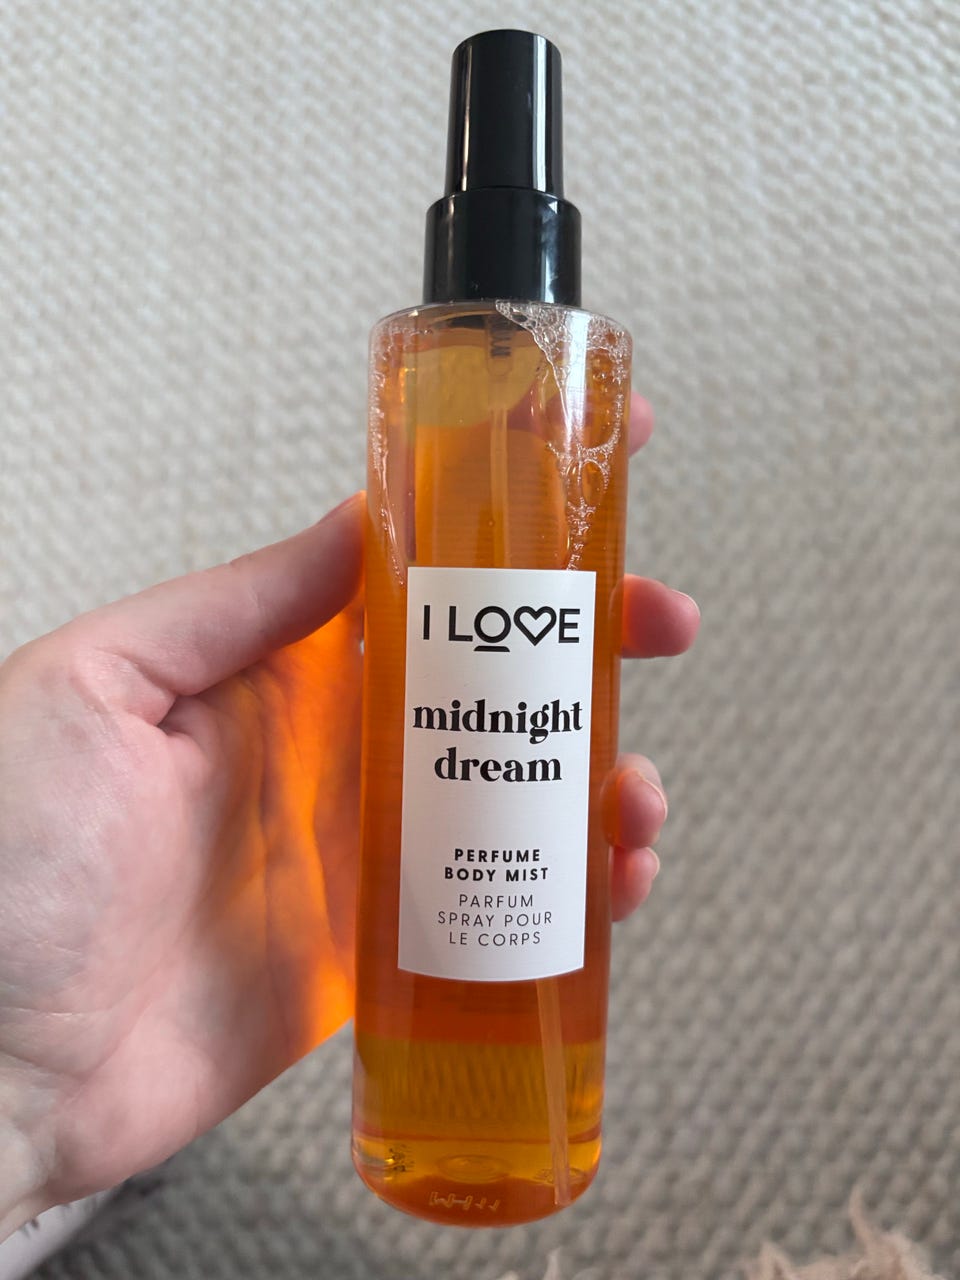 I LOVE
midnight
dream
PERFUME
BODY MIST
PARFUM
SPRAY POUR
LE CORPS